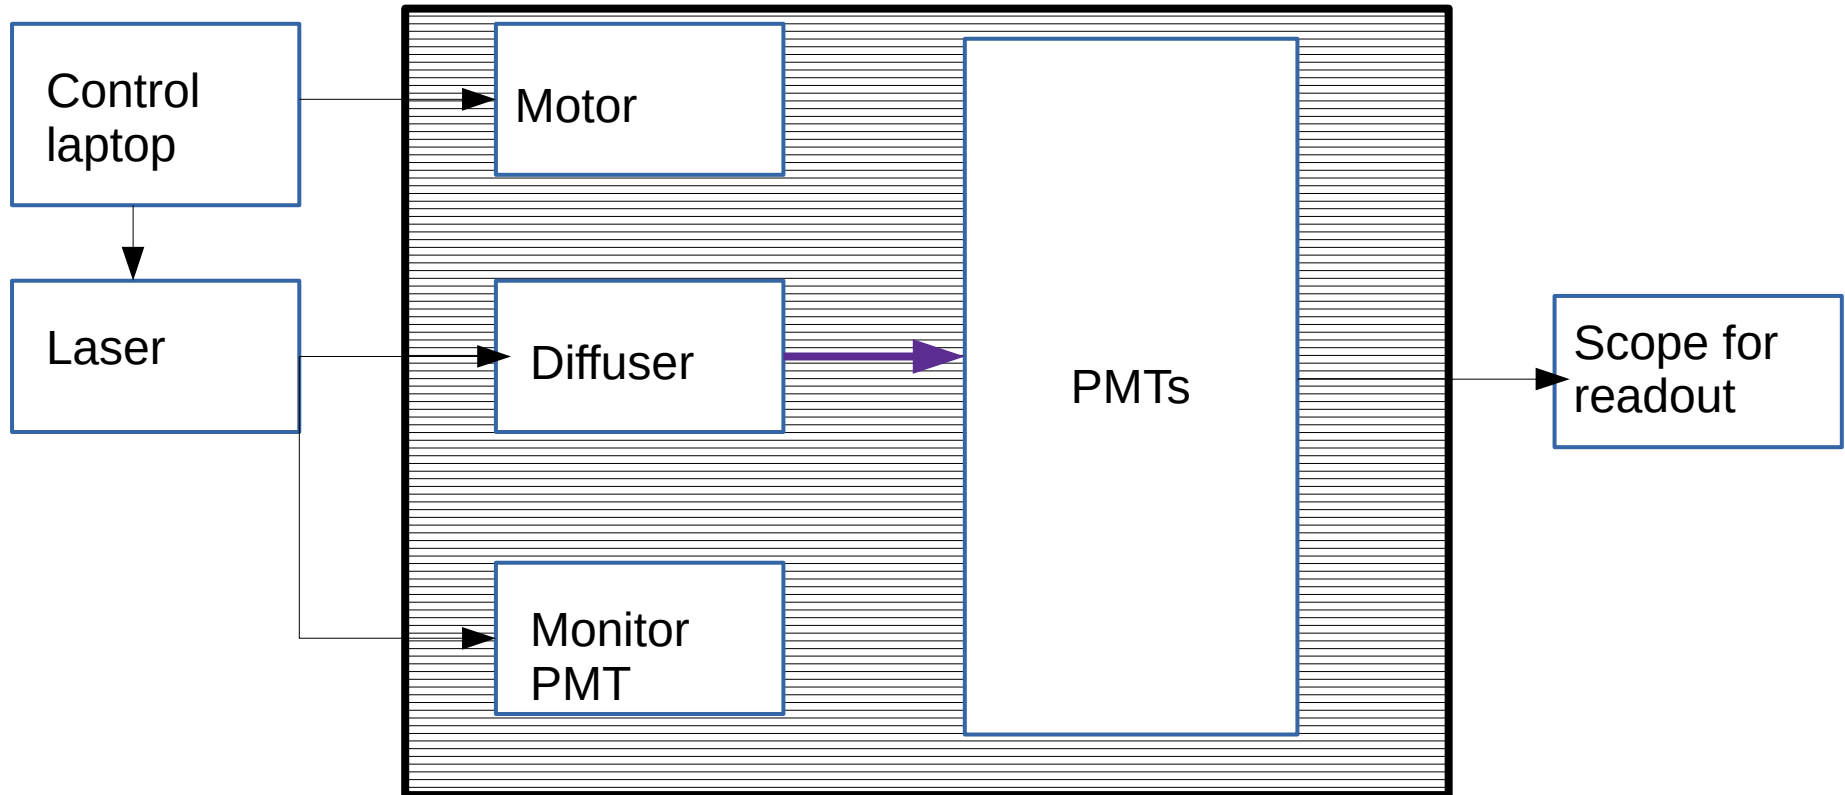 Control
laptop
Motor
Laser
Diffuser
PMTs
Scope for
readout
Monitor
PMT